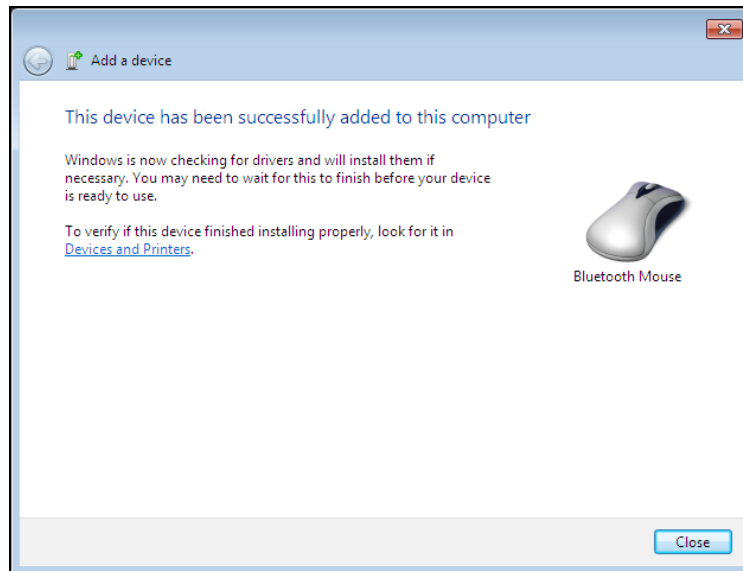 Add a device
This device has been successfully added to this computer
Windows is now checking for drivers and will install them if
necessary. You may need to wait for this to finish before your device
is ready to use.
To verify if this device finished installing properly, look for it in
Devices and Printers.
Bluetooth Mouse
Close